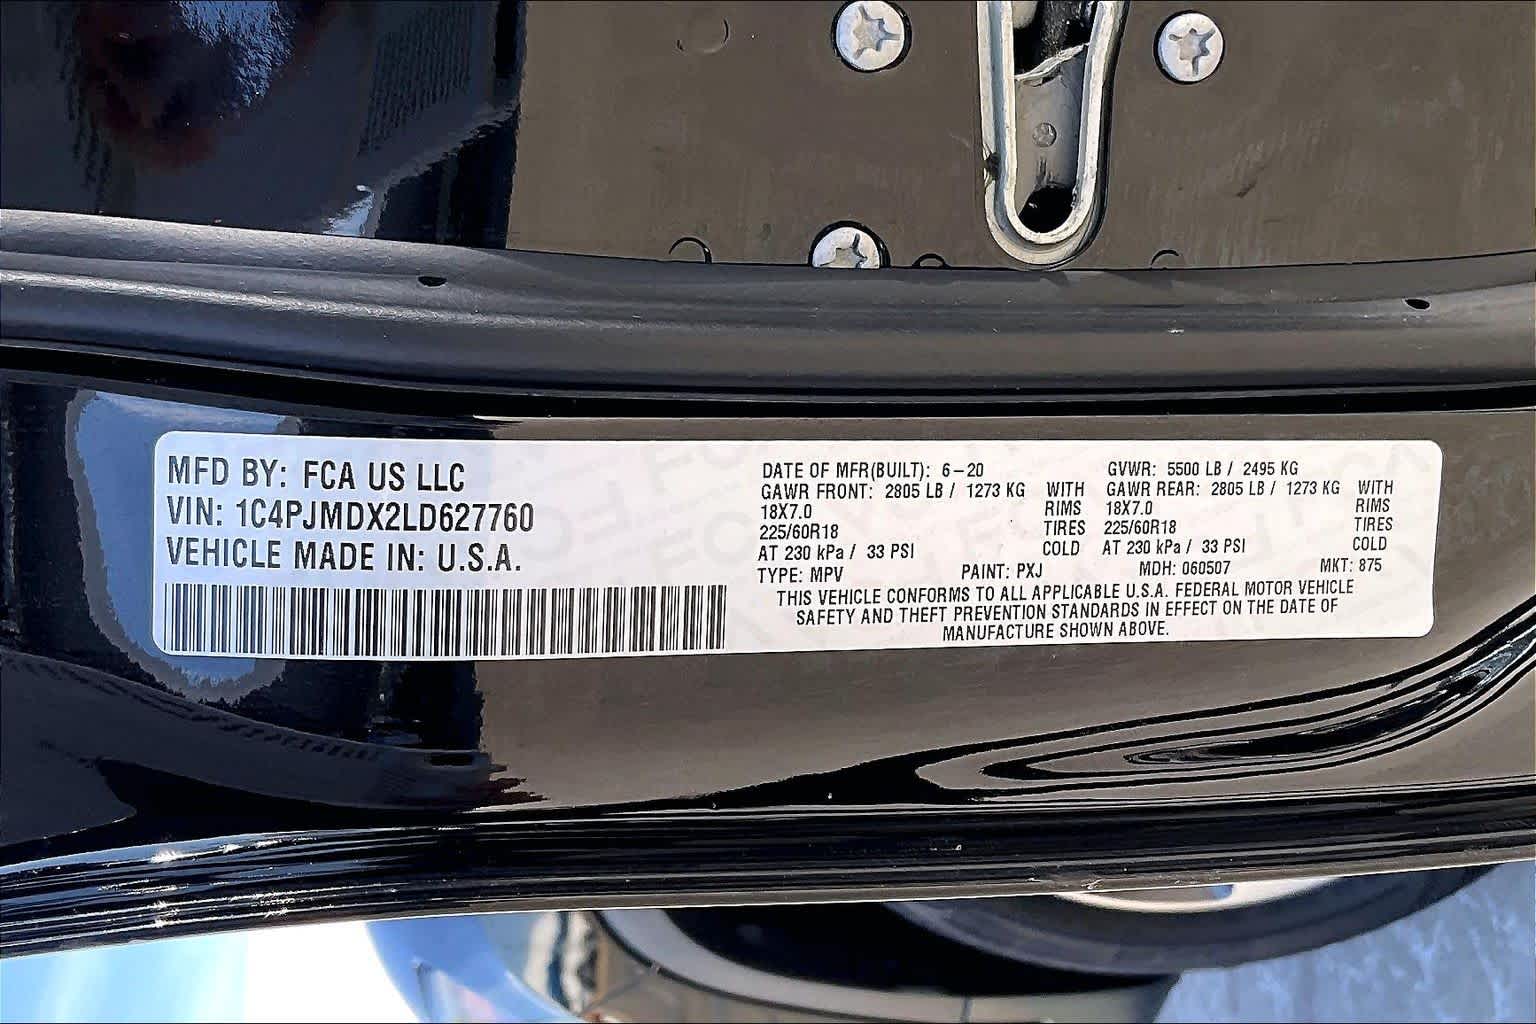 MFD BY: FCA US LLC
VIN: 1C4PJMDX2LD627760
VEHICLE MADE IN: U.S.A.
DATE OF MFR(BUILT): 6-20 GVWR: 5500 LB / 2495 KG
GAWR FRONT: 2805 LB / 1273 KG WITH GAWR REAR: 2805 LB / 1273 KG WITH
18X7.0 RIMS 18X7.0 RIMS
225/60R18 TIRES 225/60R18 TIRES
AT 230 kPa / 33 PSI COLD AT 230 kPa / 33 PSI COLD
TYPE: MPV PAINT: PXJ MDH: 060507 MKT: 875
THIS VEHICLE CONFORMS TO ALL APPLICABLE U.S.A. FEDERAL MOTOR VEHICLE
SAFETY AND THEFT PREVENTION STANDARDS IN EFFECT ON THE DATE OF
MANUFACTURE SHOWN ABOVE.